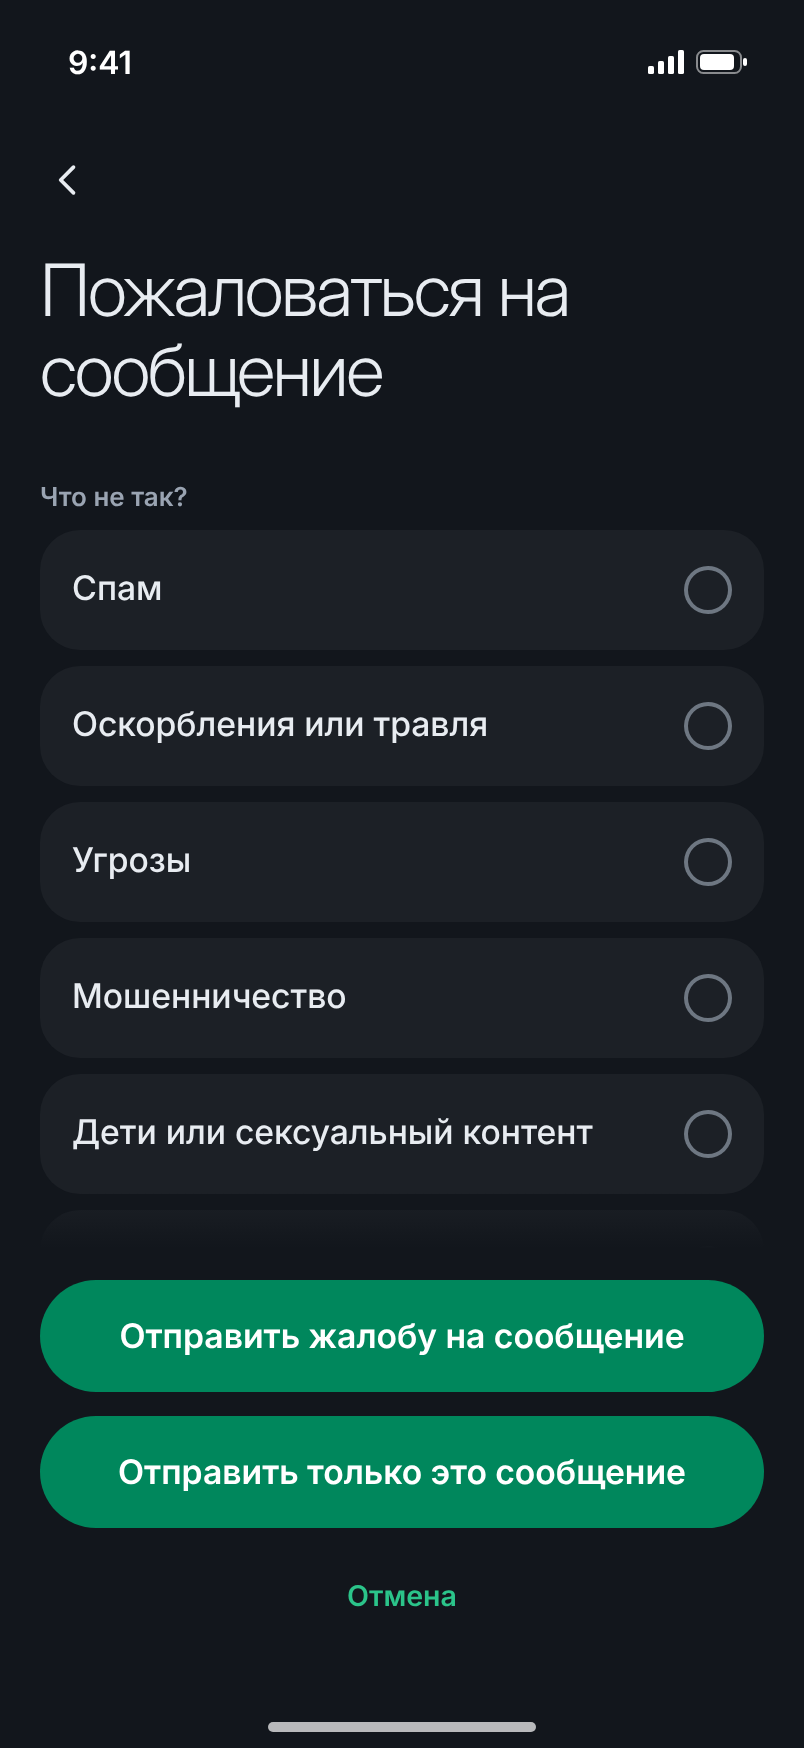 9:41
Пожаловаться на
сообщение
Что не так?
Спам
Оскорбления или травля
Угрозы
Мошенничество
Дети или сексуальный контент
Отправить жалобу на сообщение
Отправить только это сообщение
Отмена